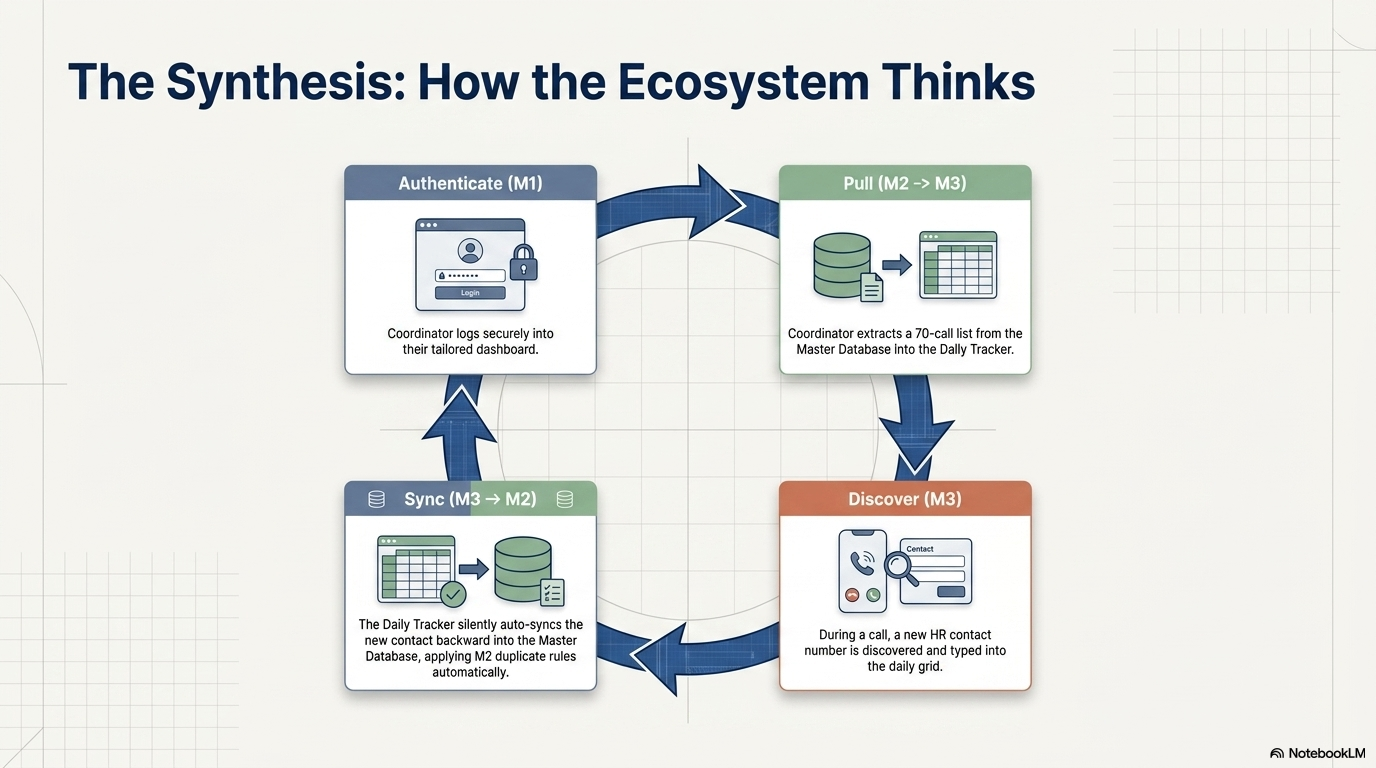 The Synthesis: How the Ecosystem Thinks
Authenticate (M1)
Login
Coordinator logs securely into
their tailored dashboard.
Pull (M2 -> M3)
Coordinator extracts a 70-call list from the
Master Database into the Daily Tracker.
Discover (M3)
Contact
During a call, a new HR contact
number is discovered and typed into
the daily grid.
Sync (M3 → M2)
The Daily Tracker silently auto-syncs the
new contact backward into the Master
Database, applying M2 duplicate rules
automatically.
NotebookLM